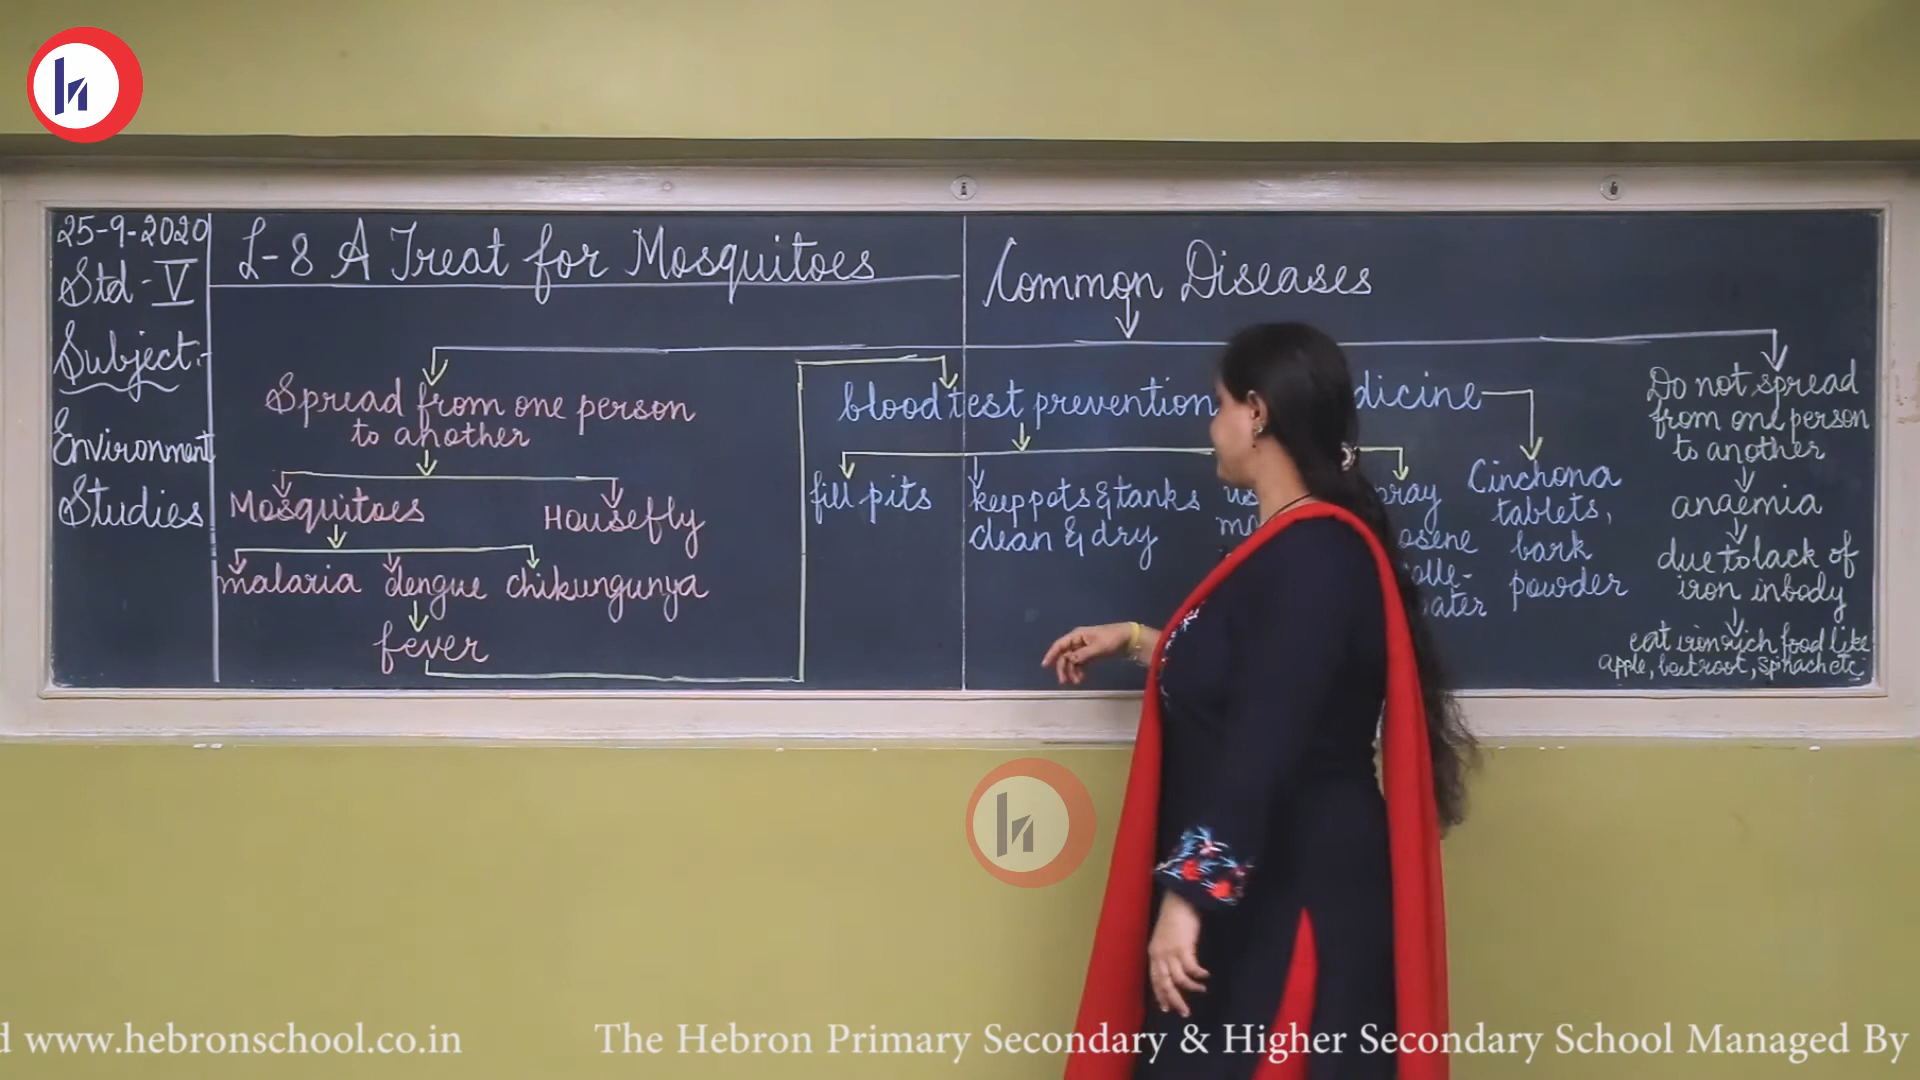 25-9-2020
Std - V
Subject:-
Environment
Studies
L-8 A Treat for Mosquitoes
Common Diseases
Spread from one person
to another
Mosquitoes
Housefly
malaria dengue chikungunya
fever
blood test prevention
dicine
fill pits
keep pots & tanks
clean & dry
Cinchona
tablets,
bark
powder
Do not spread
from one person
to another
anaemia
due to lack of
iron in body
eat iron rich food like
apple, beetroot, spinach etc
d www.hebronschool.co.in The Hebron Primary Secondary & Higher Secondary School Managed By